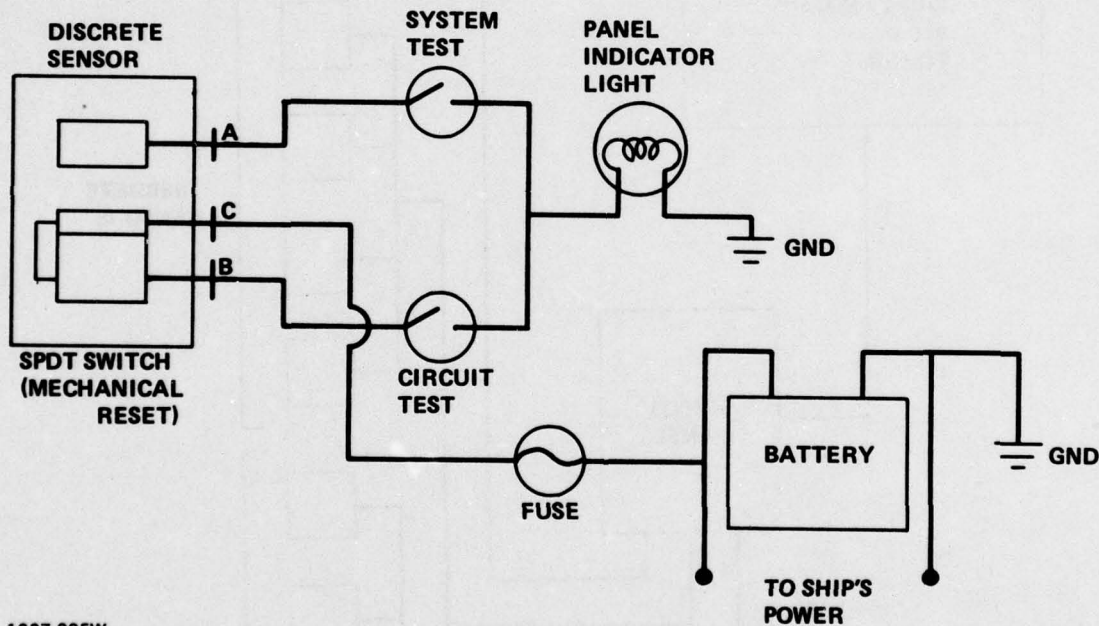 SYSTEM
TEST
DISCRETE
SENSOR
PANEL
INDICATOR
LIGHT
A
C
B
GND
SPDT SWITCH
(MECHANICAL
RESET)
CIRCUIT
TEST
FUSE
BATTERY
GND
TO SHIP'S
POWER